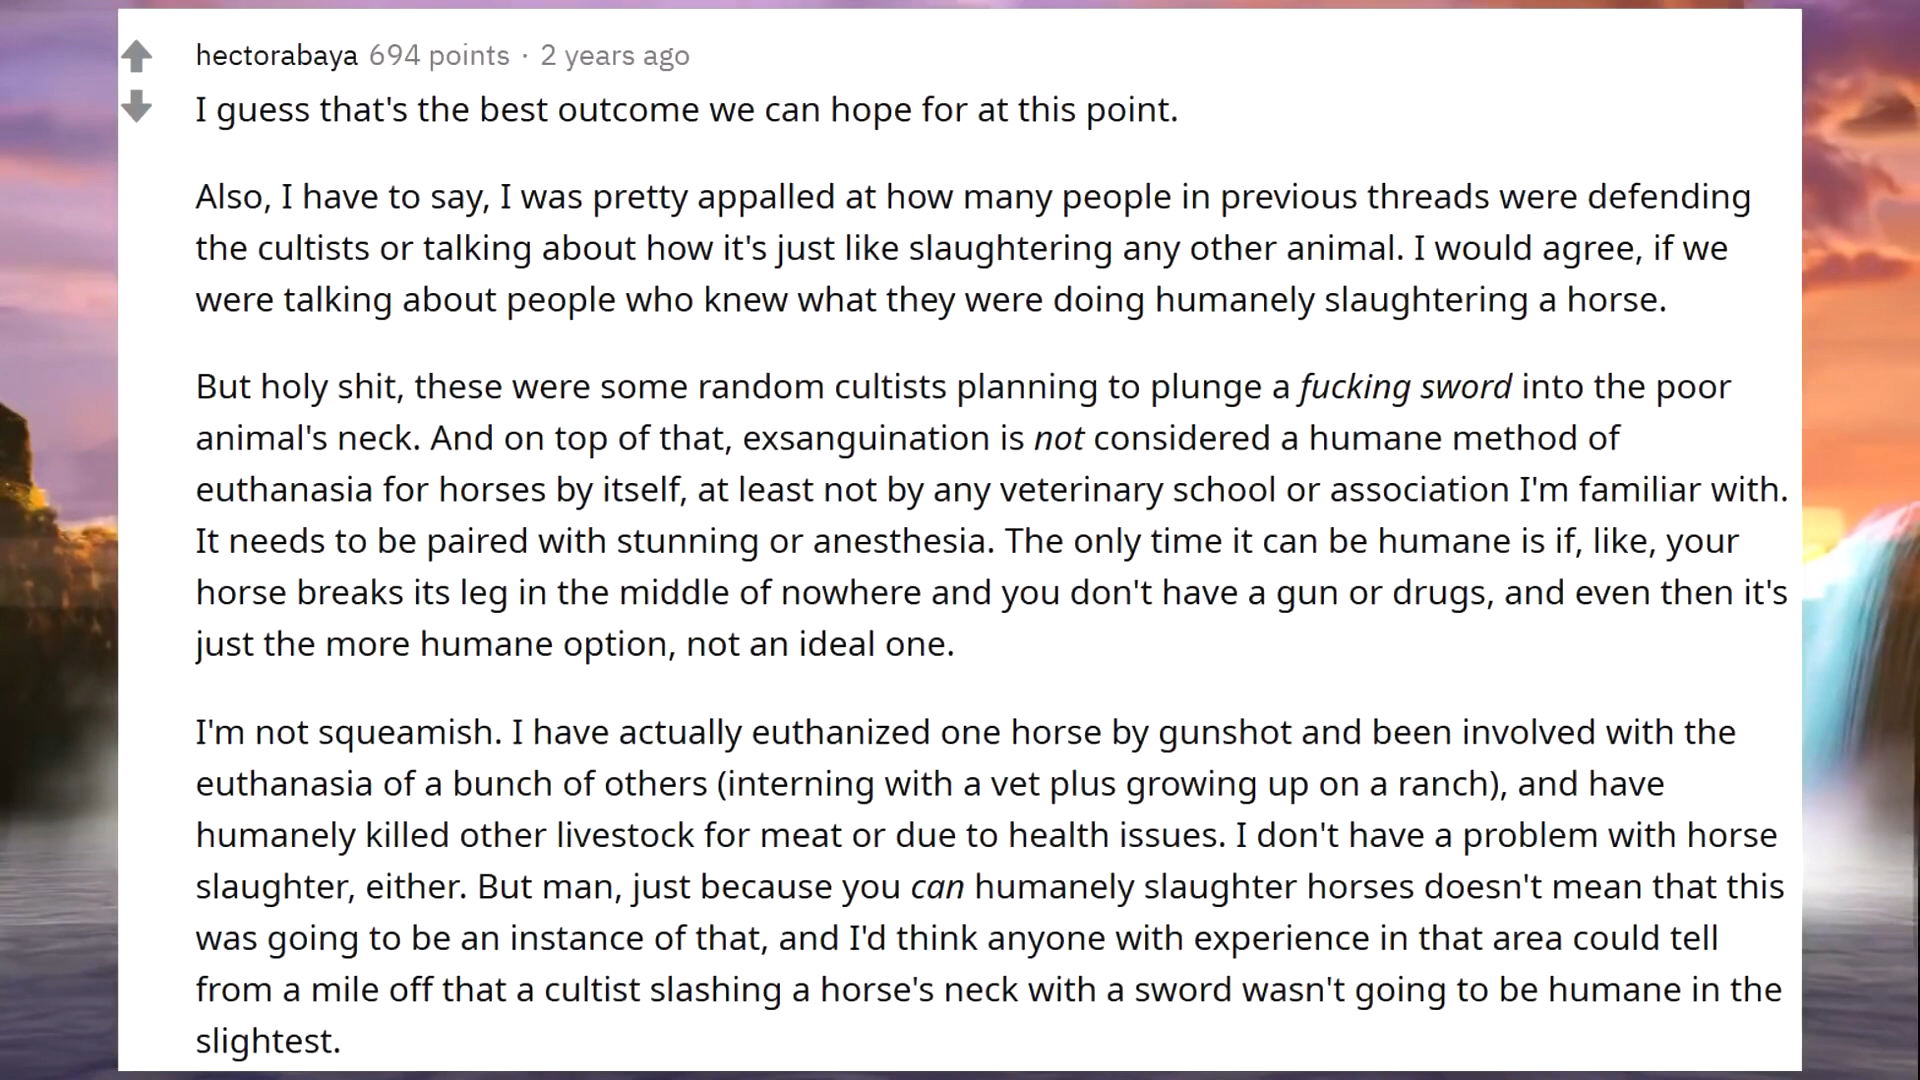 hectorabaya 694 points · 2 years ago
I guess that's the best outcome we can hope for at this point.
Also, I have to say, I was pretty appalled at how many people in previous threads were defending
the cultists or talking about how it's just like slaughtering any other animal. I would agree, if we
were talking about people who knew what they were doing humanely slaughtering a horse.
But holy shit, these were some random cultists planning to plunge a fucking sword into the poor
animal's neck. And on top of that, exsanguination is not considered a humane method of
euthanasia for horses by itself, at least not by any veterinary school or association I'm familiar with.
It needs to be paired with stunning or anesthesia. The only time it can be humane is if, like, your
horse breaks its leg in the middle of nowhere and you don't have a gun or drugs, and even then it's
just the more humane option, not an ideal one.
I'm not squeamish. I have actually euthanized one horse by gunshot and been involved with the
euthanasia of a bunch of others (interning with a vet plus growing up on a ranch), and have
humanely killed other livestock for meat or due to health issues. I don't have a problem with horse
slaughter, either. But man, just because you can humanely slaughter horses doesn't mean that this
was going to be an instance of that, and I'd think anyone with experience in that area could tell
from a mile off that a cultist slashing a horse's neck with a sword wasn't going to be humane in the
slightest.